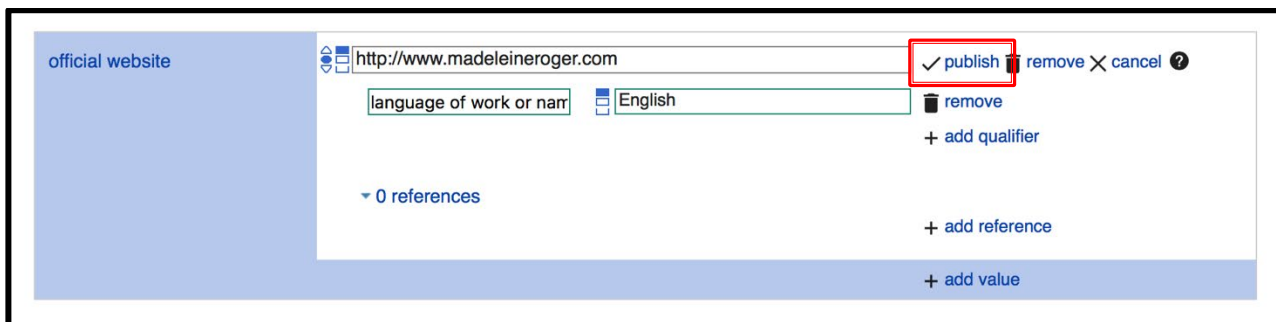 official website
http://www.madeleineroger.com
publish remove cancel ?
language of work or nam English
remove
+ add qualifier
0 references
+ add reference
+ add value